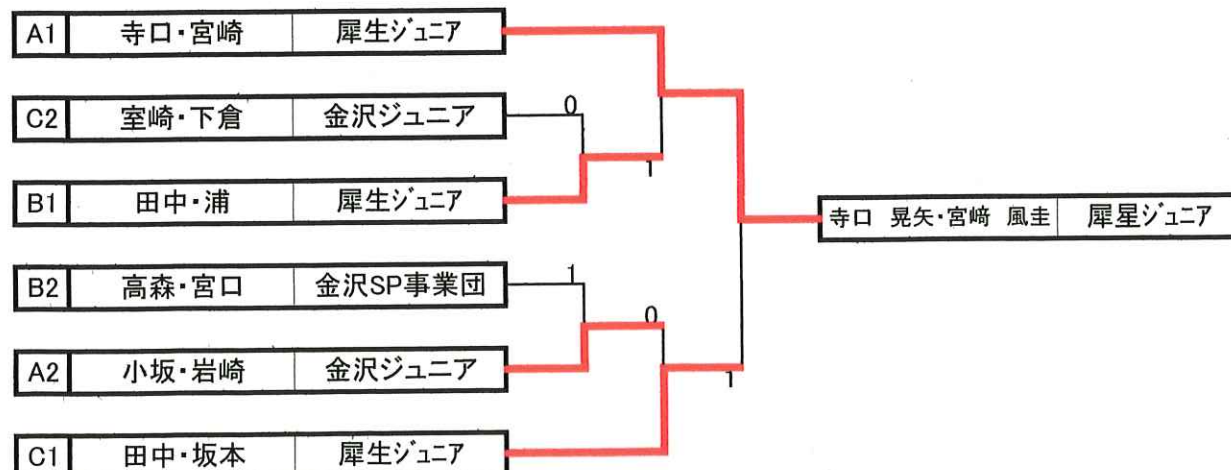 A1 寺口・宮崎 犀生ジュニア
C2 室崎・下倉 金沢ジュニア 0
1
B1 田中・浦 犀生ジュニア
寺口 晃矢・宮﨑 風圭 犀星ジュニア
B2 高森・宮口 金沢SP事業団 1
0
A2 小坂・岩崎 金沢ジュニア
1
C1 田中・坂本 犀生ジュニア